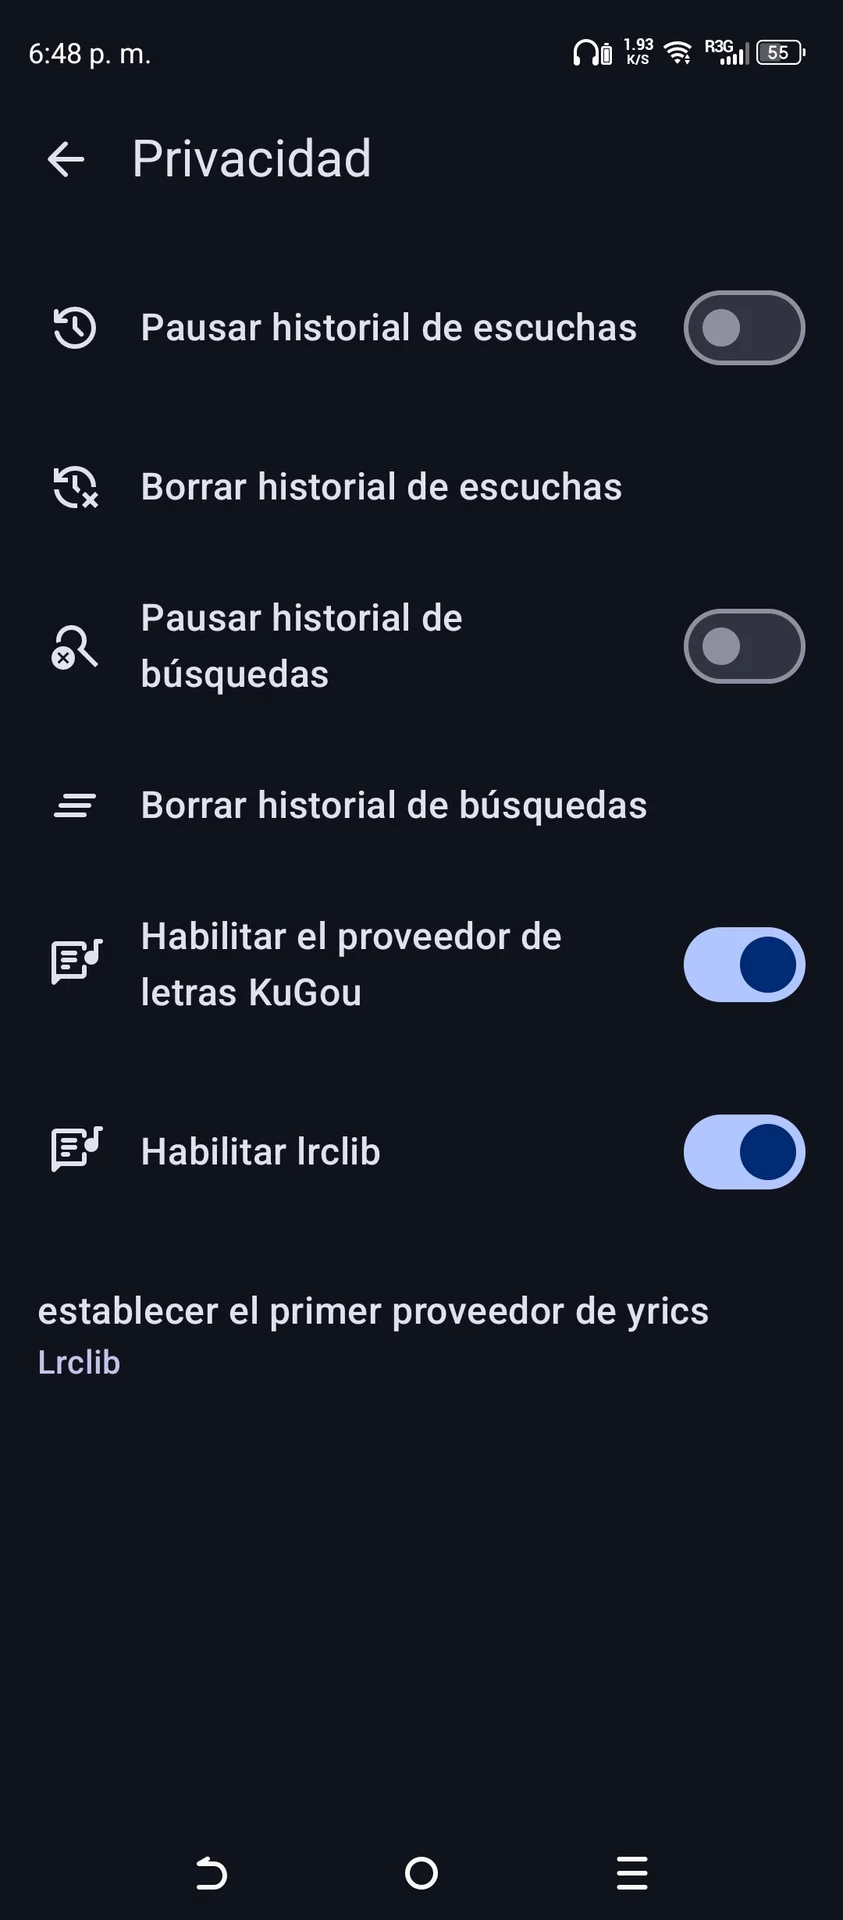 6:48 p. m.
1.93
K/S
R3G
55
Privacidad
Pausar historial de escuchas
Borrar historial de escuchas
Pausar historial de
búsquedas
Borrar historial de búsquedas
Habilitar el proveedor de
letras KuGou
Habilitar lrclib
establecer el primer proveedor de yrics
Lrclib